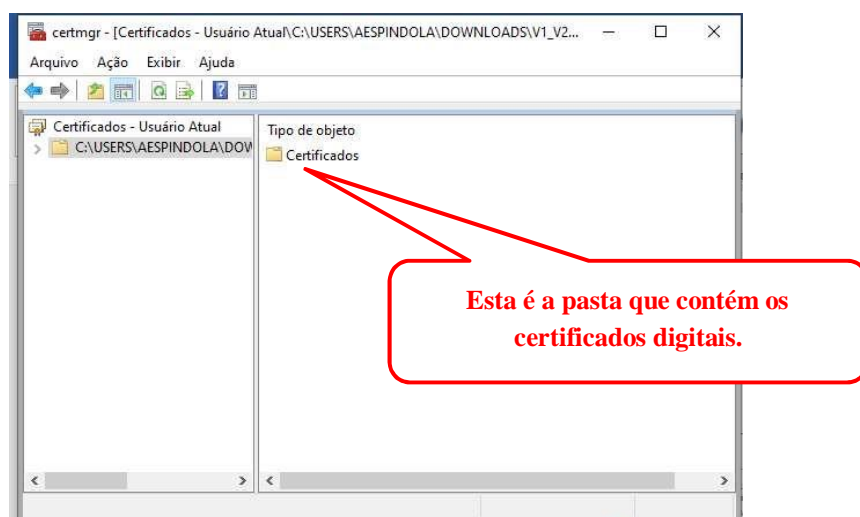 certmgr - [Certificados - Usuário Atual\C:\USERS\AESPINDOLA\DOWNLOADS\V1_V2...
Arquivo Ação Exibir Ajuda
Certificados - Usuário Atual
C:\USERS\AESPINDOLA\DOW
Tipo de objeto
Certificados
Esta é a pasta que contém os
certificados digitais.